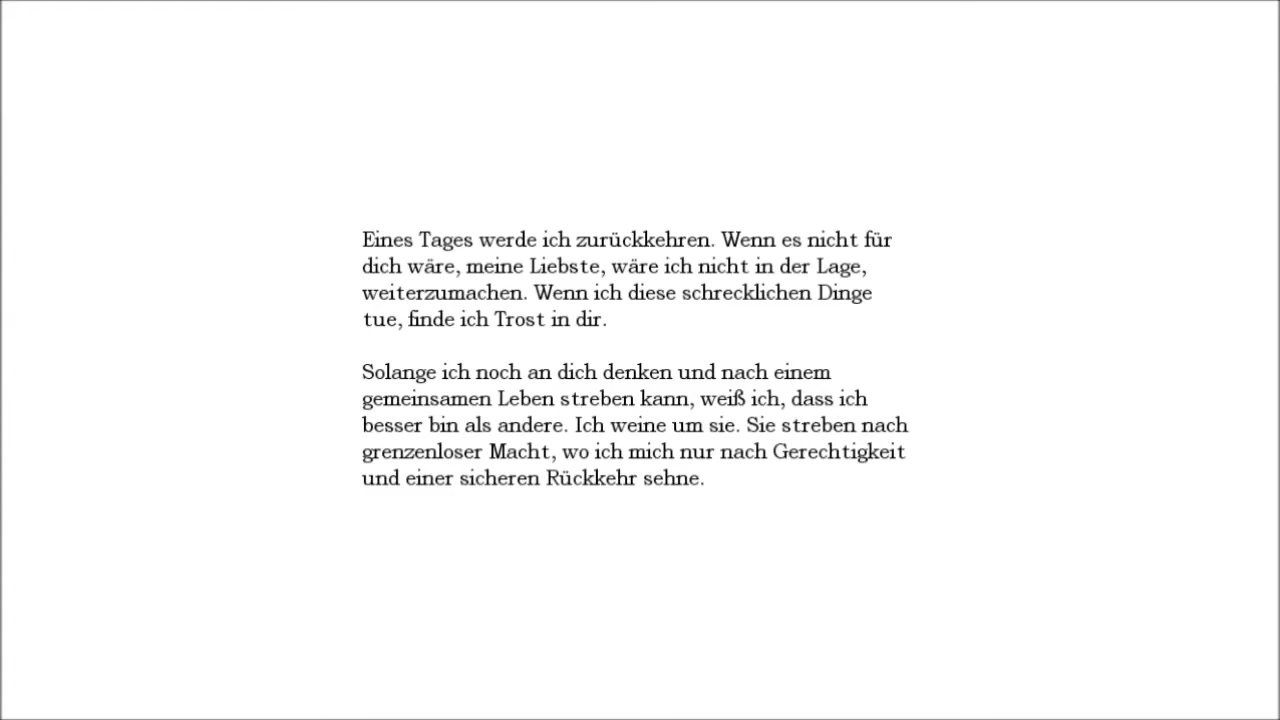 Eines Tages werde ich zurückkehren. Wenn es nicht für
dich wäre, meine Liebste, wäre ich nicht in der Lage,
weiterzumachen. Wenn ich diese schrecklichen Dinge
tue, finde ich Trost in dir.
Solange ich noch an dich denken und nach einem
gemeinsamen Leben streben kann, weiß ich, dass ich
besser bin als andere. Ich weine um sie. Sie streben nach
grenzenloser Macht, wo ich mich nur nach Gerechtigkeit
und einer sicheren Rückkehr sehne.